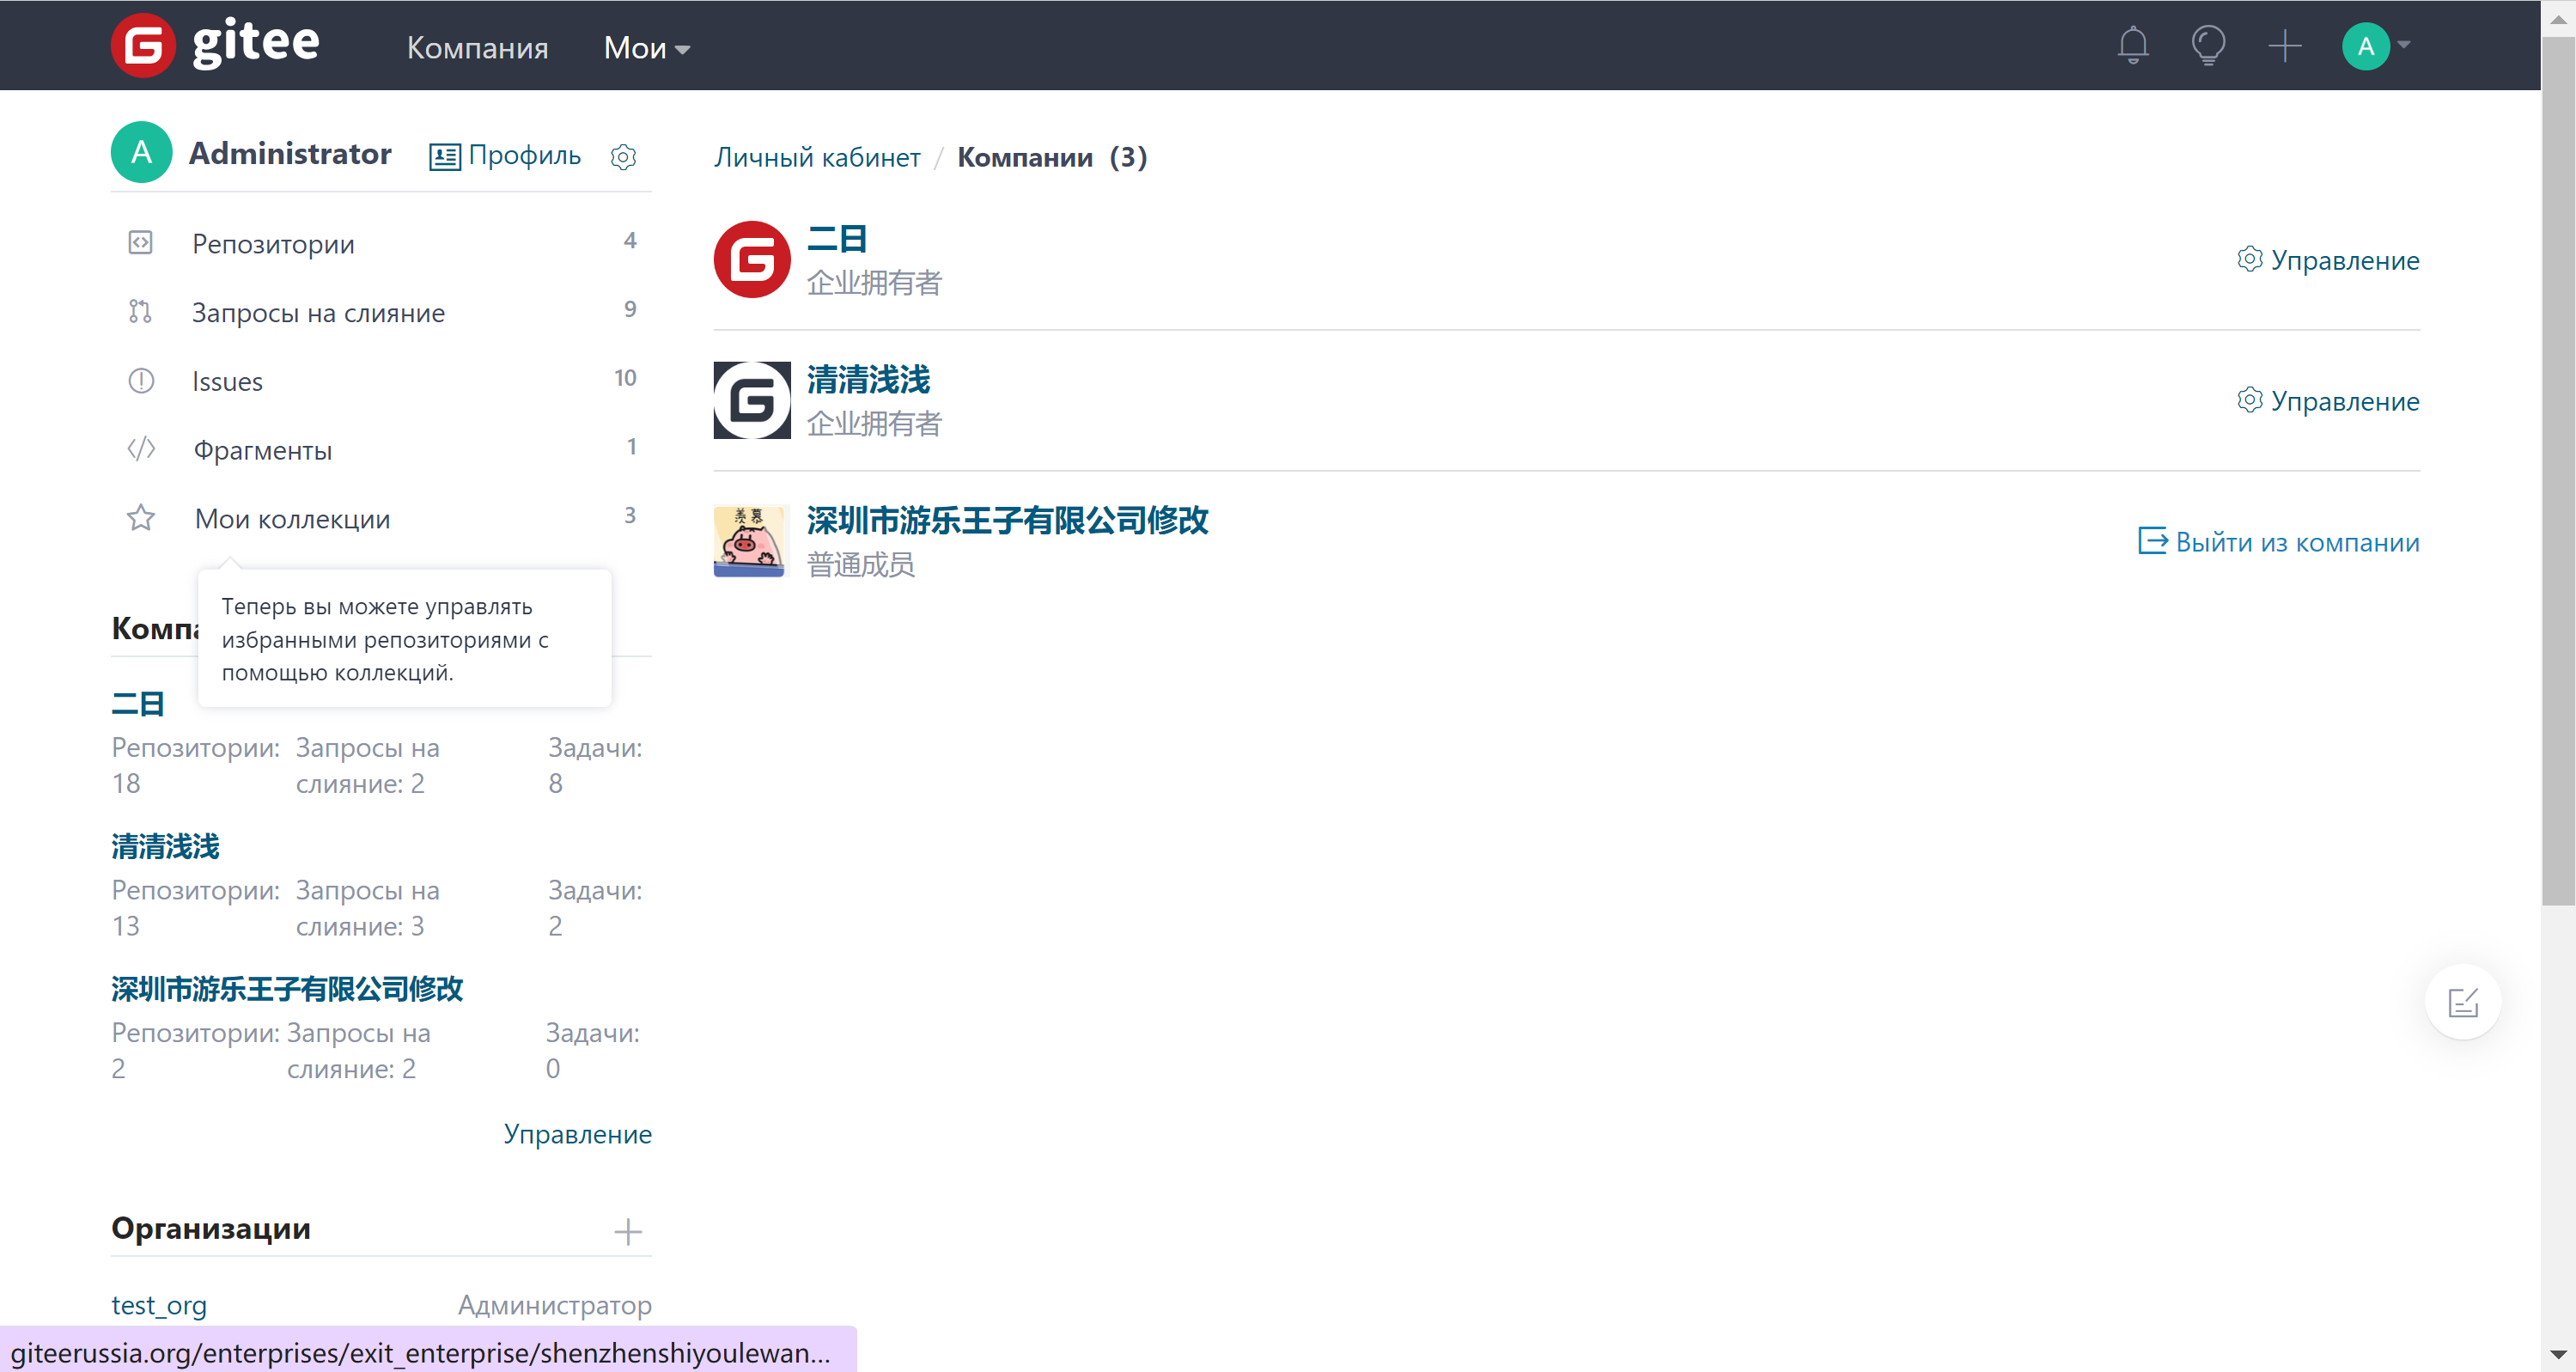 gitee
Компания
Мои
A
A
Administrator
Профиль
Репозитории 4
Запросы на слияние 9
Issues 10
Фрагменты 1
Мои коллекции 3
Теперь вы можете управлять
избранными репозиториями с
помощью коллекций.
二日
Репозитории: 18
Запросы на слияние: 2
Задачи: 8
清清浅浅
Репозитории: 13
Запросы на слияние: 3
Задачи: 2
深圳市游乐王子有限公司修改
Репозитории: 2
Запросы на слияние: 2
Задачи: 0
Управление
Организации
test_org Администратор
Личный кабинет / Компании (3)
二日
企业拥有者
Управление
清清浅浅
企业拥有者
Управление
羡慕
深圳市游乐王子有限公司修改
普通成员
Выйти из компании
giteerussia.org/enterprises/exit_enterprise/shenzhenshiyoulewan...